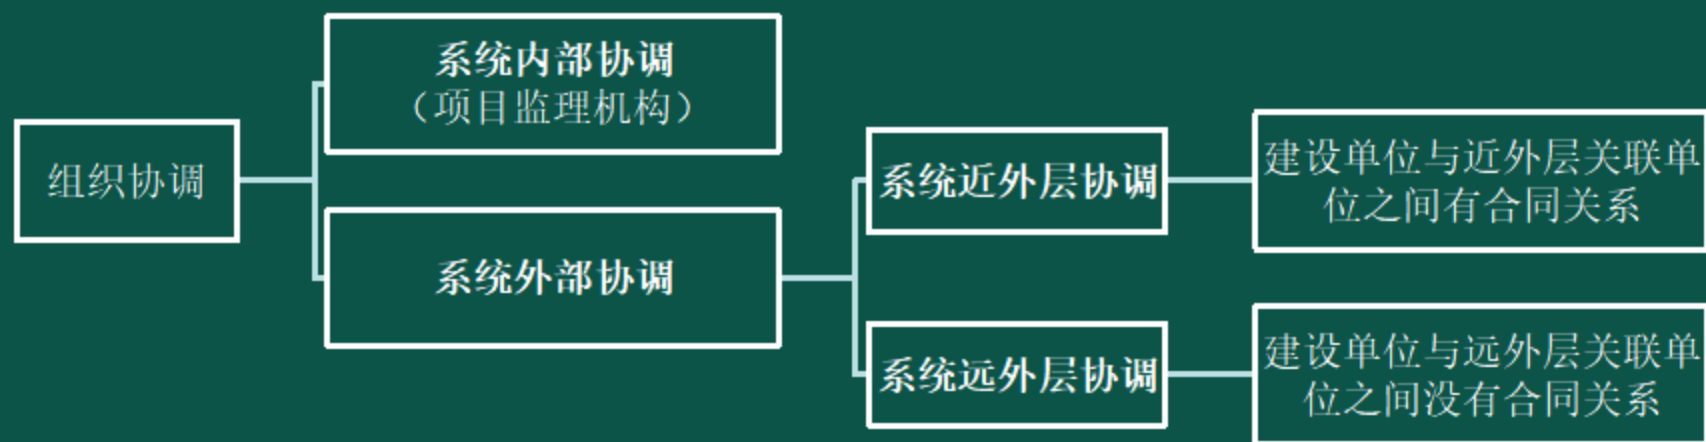 组织协调
系统内部协调
（项目监理机构）
系统外部协调
系统近外层协调
建设单位与近外层关联单
位之间有合同关系
系统远外层协调
建设单位与远外层关联单
位之间没有合同关系